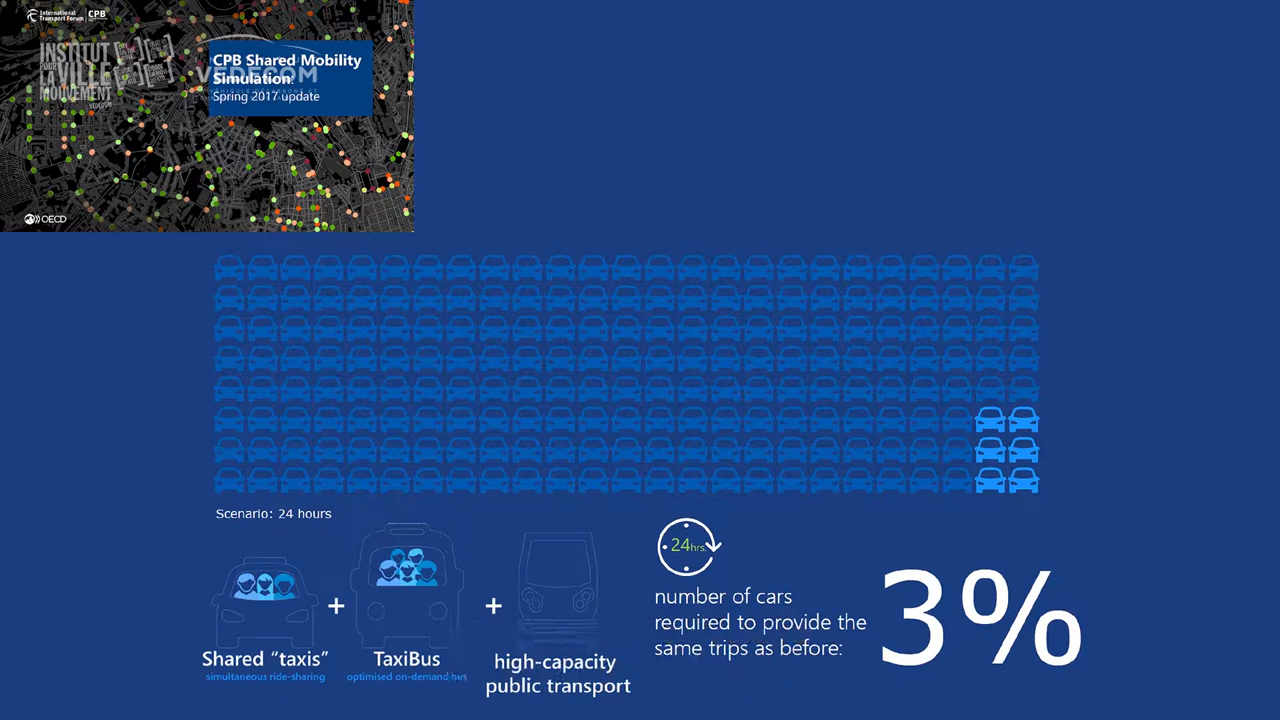 International
Transport Forum
CPB
INSTITUT
POUR
LA VILLE
MOUVEMENT
VEDECOM
VEDECOM
CPB Shared Mobility
Simulation:
Spring 2017 update
OECD
Scenario: 24 hours
24hrs.
number of cars
required to provide the
same trips as before:
3%
+
+
Shared “taxis”
simultaneous ride-sharing
TaxiBus
optimised on-demand bus
high-capacity
public transport